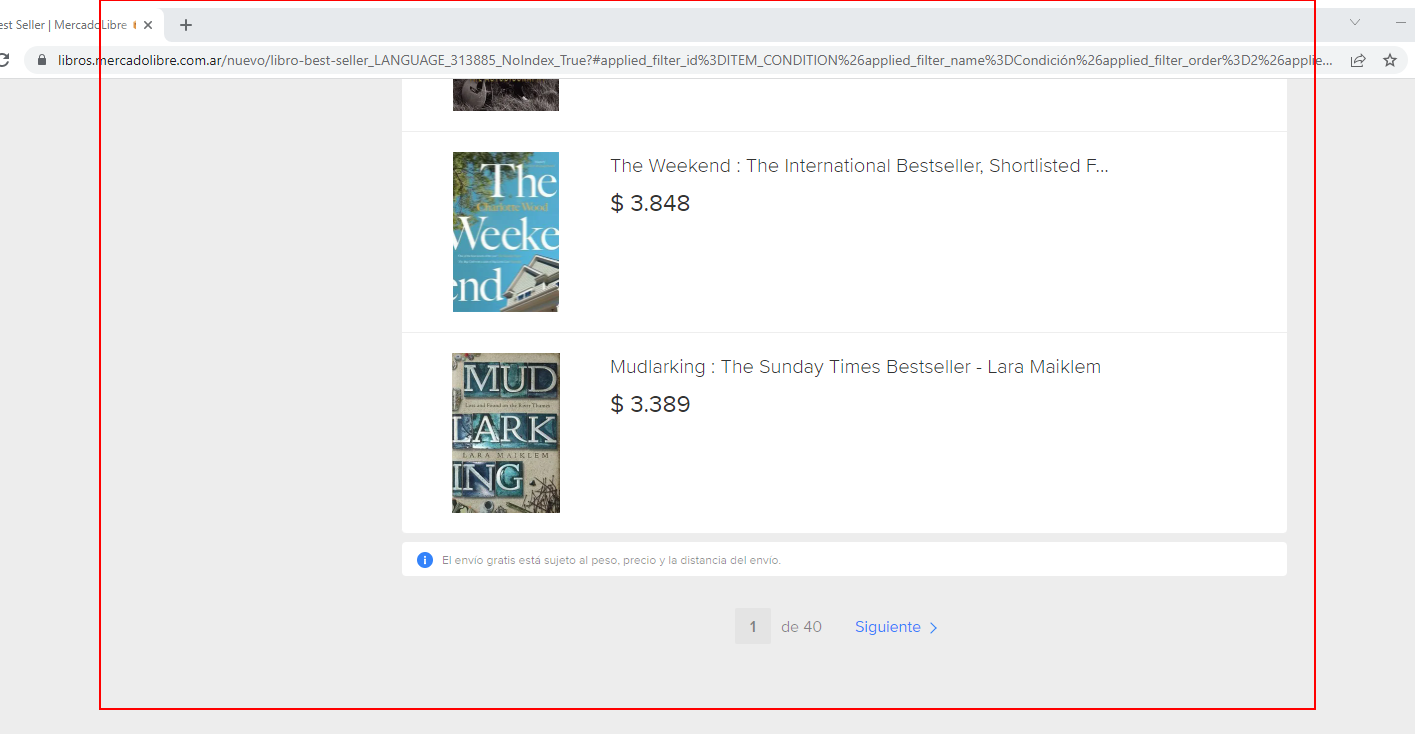 est Seller | MercadoLibre
libros.mercadolibre.com.ar/nuevo/libro-best-seller_LANGUAGE_313885_NoIndex_True?#applied_filter_id%3DITEM_CONDITION%26applied_filter_name%3DCondición%26applied_filter_order%3D2%26applie...
The Weekend : The International Bestseller, Shortlisted F...
$ 3.848
The
Charlotte Wood
Weeke
end
Mudlarking : The Sunday Times Bestseller - Lara Maiklem
$ 3.389
MUD
Lost and Found on the River Thames
LARK
LARA MAIKLEM
ING
El envío gratis está sujeto al peso, precio y la distancia del envío.
1 de 40 Siguiente